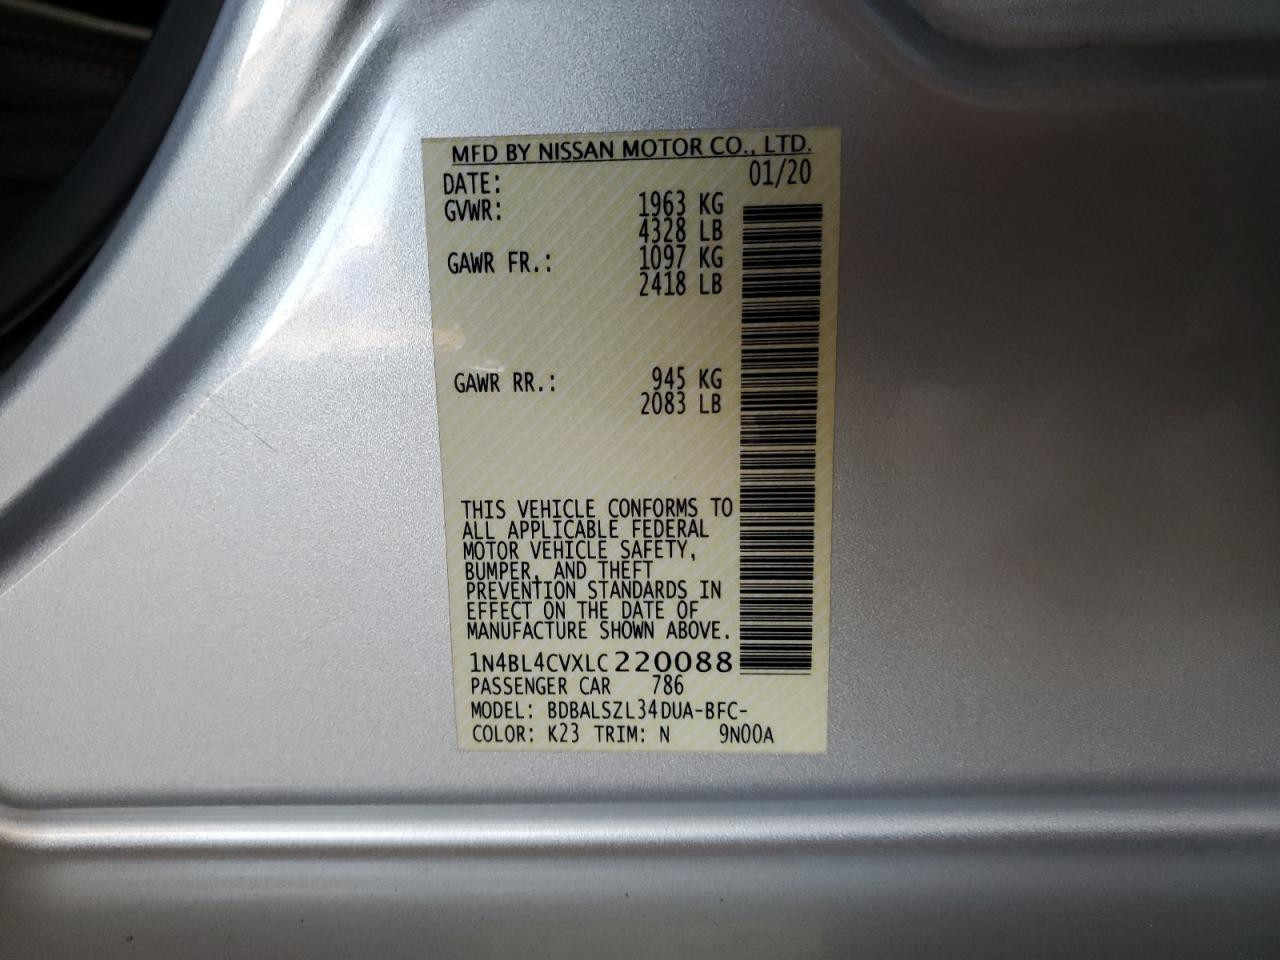 MFD BY NISSAN MOTOR CO., LTD.
DATE: 01/20
GVWR: 1963 KG
4328 LB
GAWR FR.: 1097 KG
2418 LB
GAWR RR.: 945 KG
2083 LB
THIS VEHICLE CONFORMS TO
ALL APPLICABLE FEDERAL
MOTOR VEHICLE SAFETY,
BUMPER, AND THEFT
PREVENTION STANDARDS IN
EFFECT ON THE DATE OF
MANUFACTURE SHOWN ABOVE.
1N4BL4CVXLC220088
PASSENGER CAR 786
MODEL: BDBALSZL34DUA-BFC-
COLOR: K23 TRIM: N 9N00A